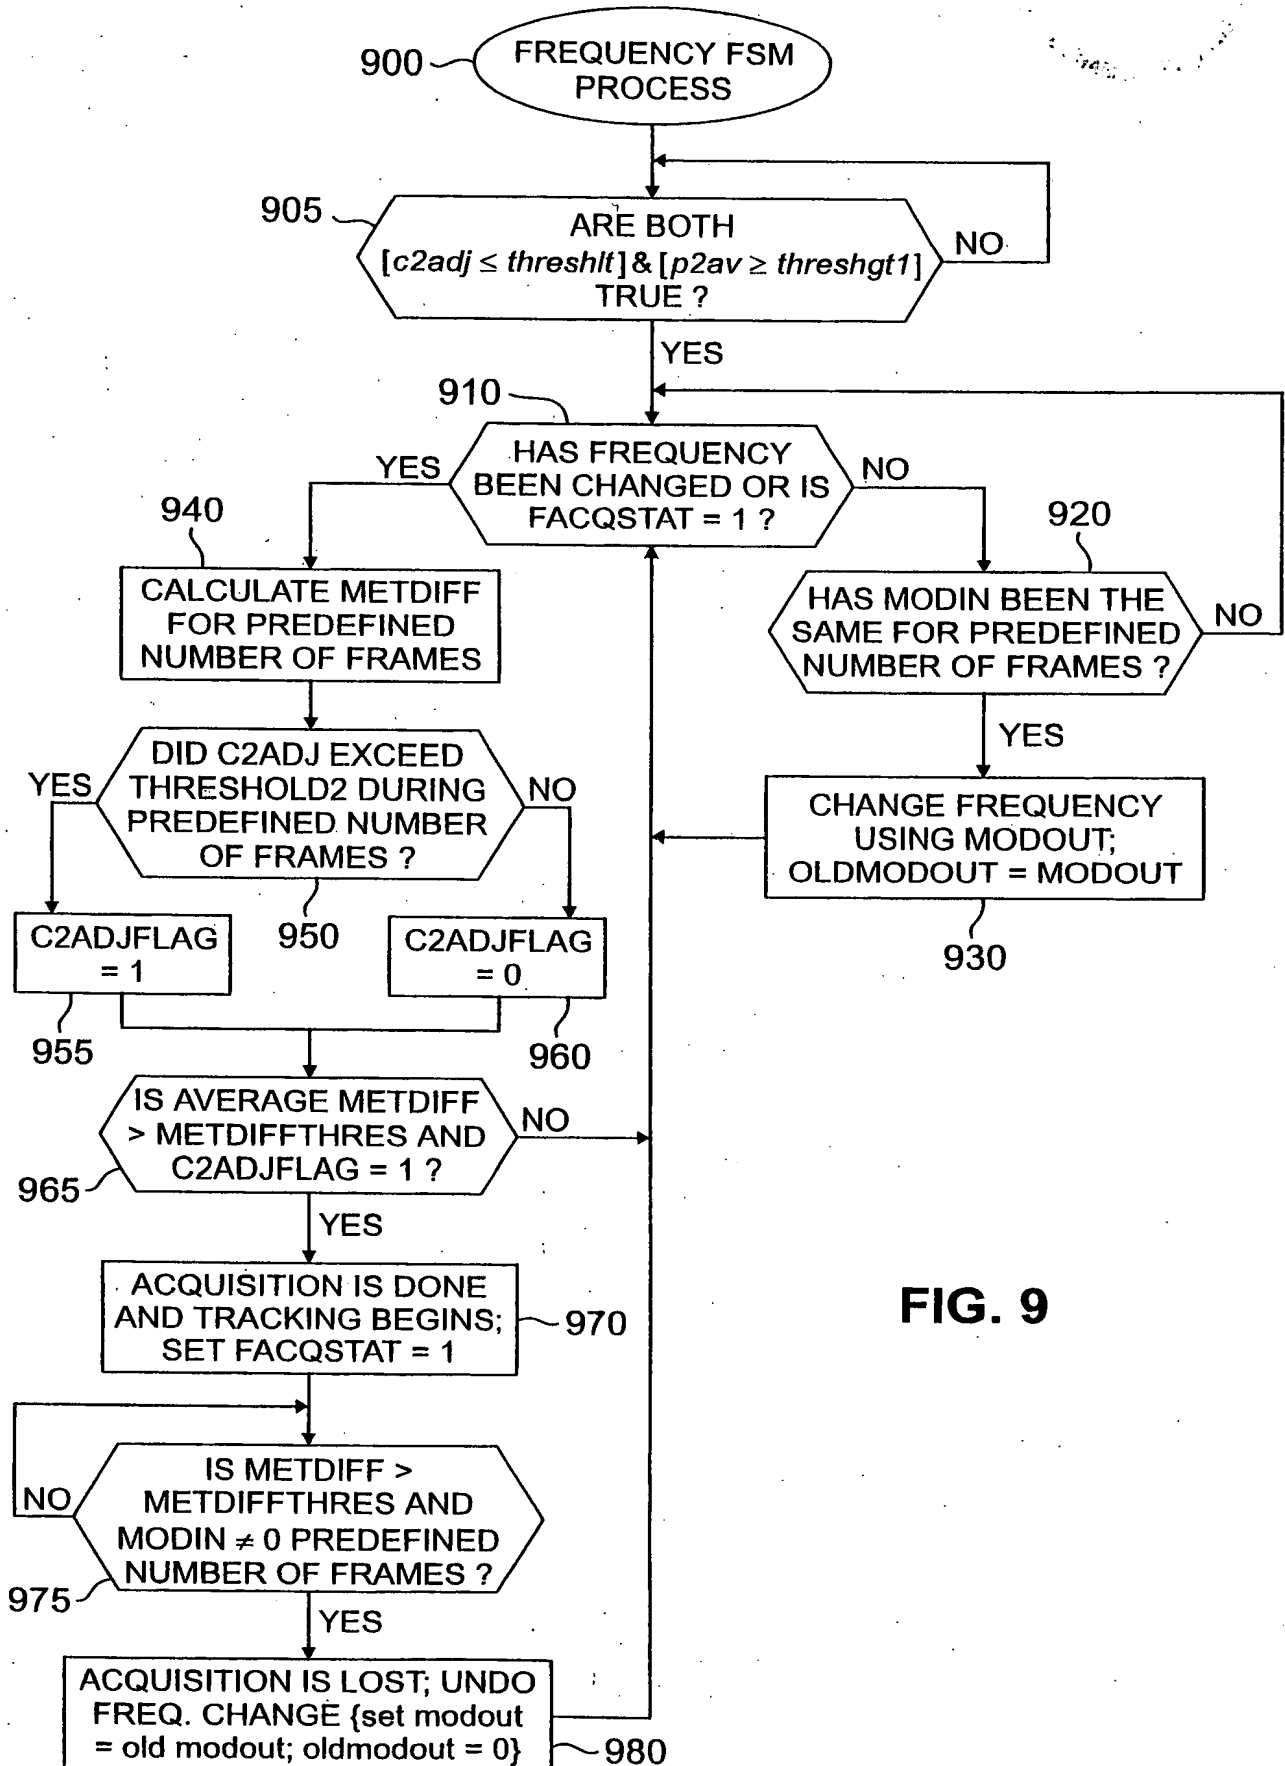 900
FREQUENCY FSM
PROCESS
905
ARE BOTH
[c2adj ≤ threshlt] & [p2av ≥ threshgt1]
TRUE ?
NO
YES
910
HAS FREQUENCY
BEEN CHANGED OR IS
FACQSTAT = 1 ?
YES
NO
940
CALCULATE METDIFF
FOR PREDEFINED
NUMBER OF FRAMES
920
HAS MODIN BEEN THE
SAME FOR PREDEFINED
NUMBER OF FRAMES ?
NO
YES
DID C2ADJ EXCEED
THRESHOLD2 DURING
PREDEFINED NUMBER
OF FRAMES ?
YES
NO
950
CHANGE FREQUENCY
USING MODOUT;
OLDMODOUT = MODOUT
930
C2ADJFLAG
= 1
955
C2ADJFLAG
= 0
960
IS AVERAGE METDIFF
> METDIFFTHRES AND
C2ADJFLAG = 1 ?
NO
965
YES
ACQUISITION IS DONE
AND TRACKING BEGINS;
SET FACQSTAT = 1
970
FIG. 9
IS METDIFF >
METDIFFTHRES AND
MODIN ≠ 0 PREDEFINED
NUMBER OF FRAMES ?
NO
975
YES
ACQUISITION IS LOST; UNDO
FREQ. CHANGE {set modout
= old modout; oldmodout = 0}
980